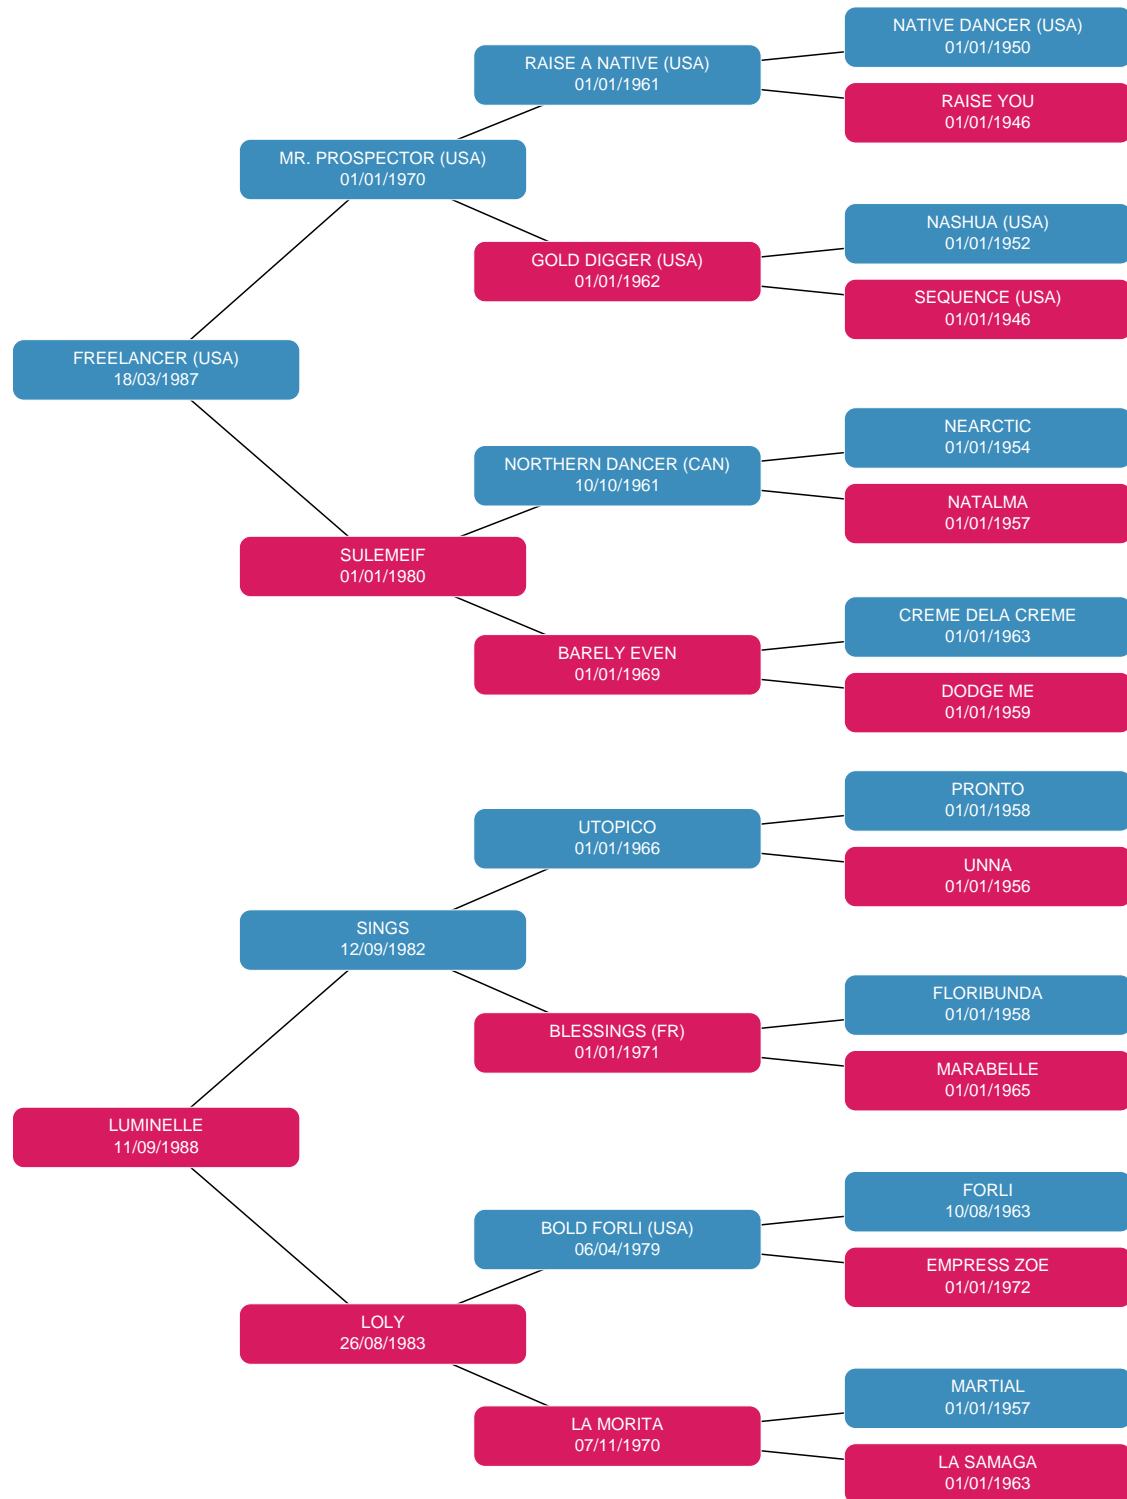 NATIVE DANCER (USA)
01/01/1950
RAISE A NATIVE (USA)
01/01/1961
RAISE YOU
01/01/1946
MR. PROSPECTOR (USA)
01/01/1970
NASHUA (USA)
01/01/1952
GOLD DIGGER (USA)
01/01/1962
SEQUENCE (USA)
01/01/1946
FREELANCER (USA)
18/03/1987
NEARCTIC
01/01/1954
NORTHERN DANCER (CAN)
10/10/1961
NATALMA
01/01/1957
SULEMEIF
01/01/1980
CREME DELA CREME
01/01/1963
BARELY EVEN
01/01/1969
DODGE ME
01/01/1959
PRONTO
01/01/1958
UTOPICO
01/01/1966
UNNA
01/01/1956
SINGS
12/09/1982
FLORIBUNDA
01/01/1958
BLESSINGS (FR)
01/01/1971
MARABELLE
01/01/1965
LUMINELLE
11/09/1988
FORLI
10/08/1963
BOLD FORLI (USA)
06/04/1979
EMPRESS ZOE
01/01/1972
LOLY
26/08/1983
MARTIAL
01/01/1957
LA MORITA
07/11/1970
LA SAMAGA
01/01/1963